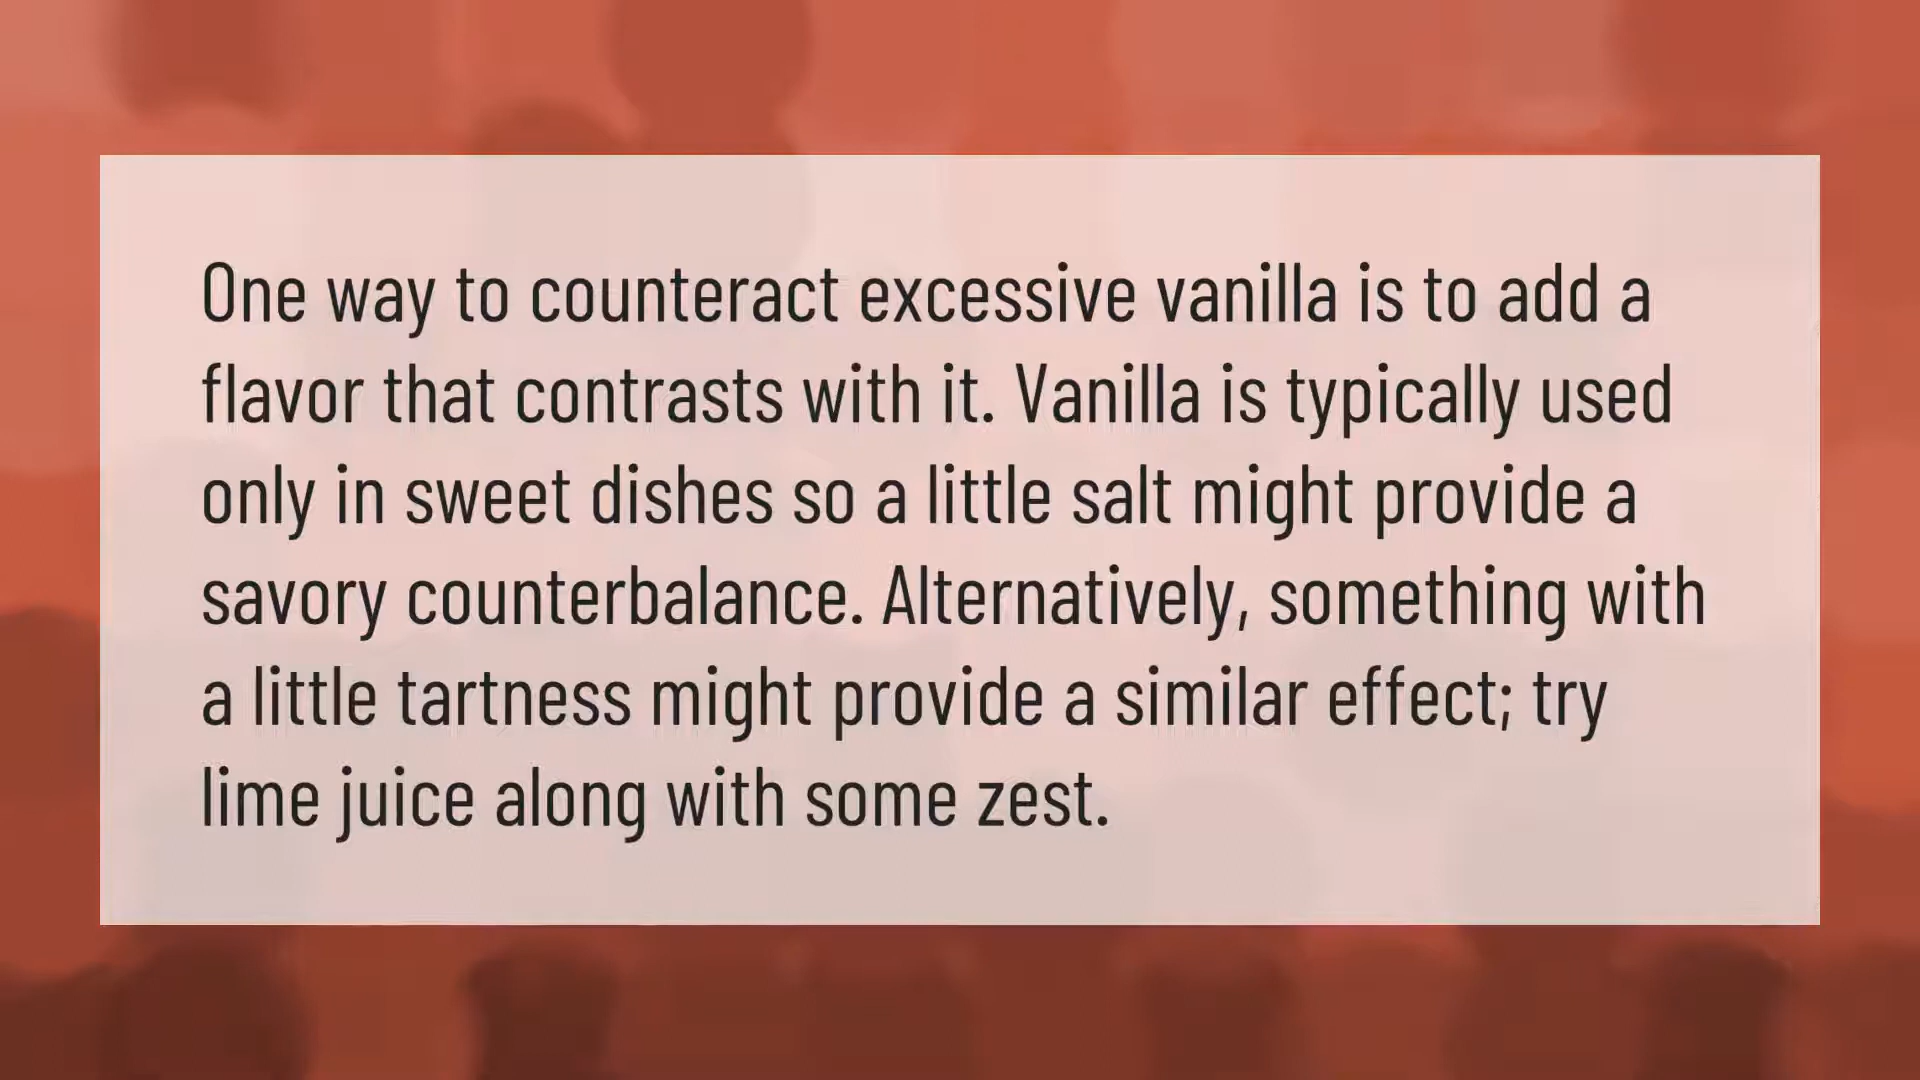 One way to counteract excessive vanilla is to add a
flavor that contrasts with it. Vanilla is typically used
only in sweet dishes so a little salt might provide a
savory counterbalance. Alternatively, something with
a little tartness might provide a similar effect; try
lime juice along with some zest.